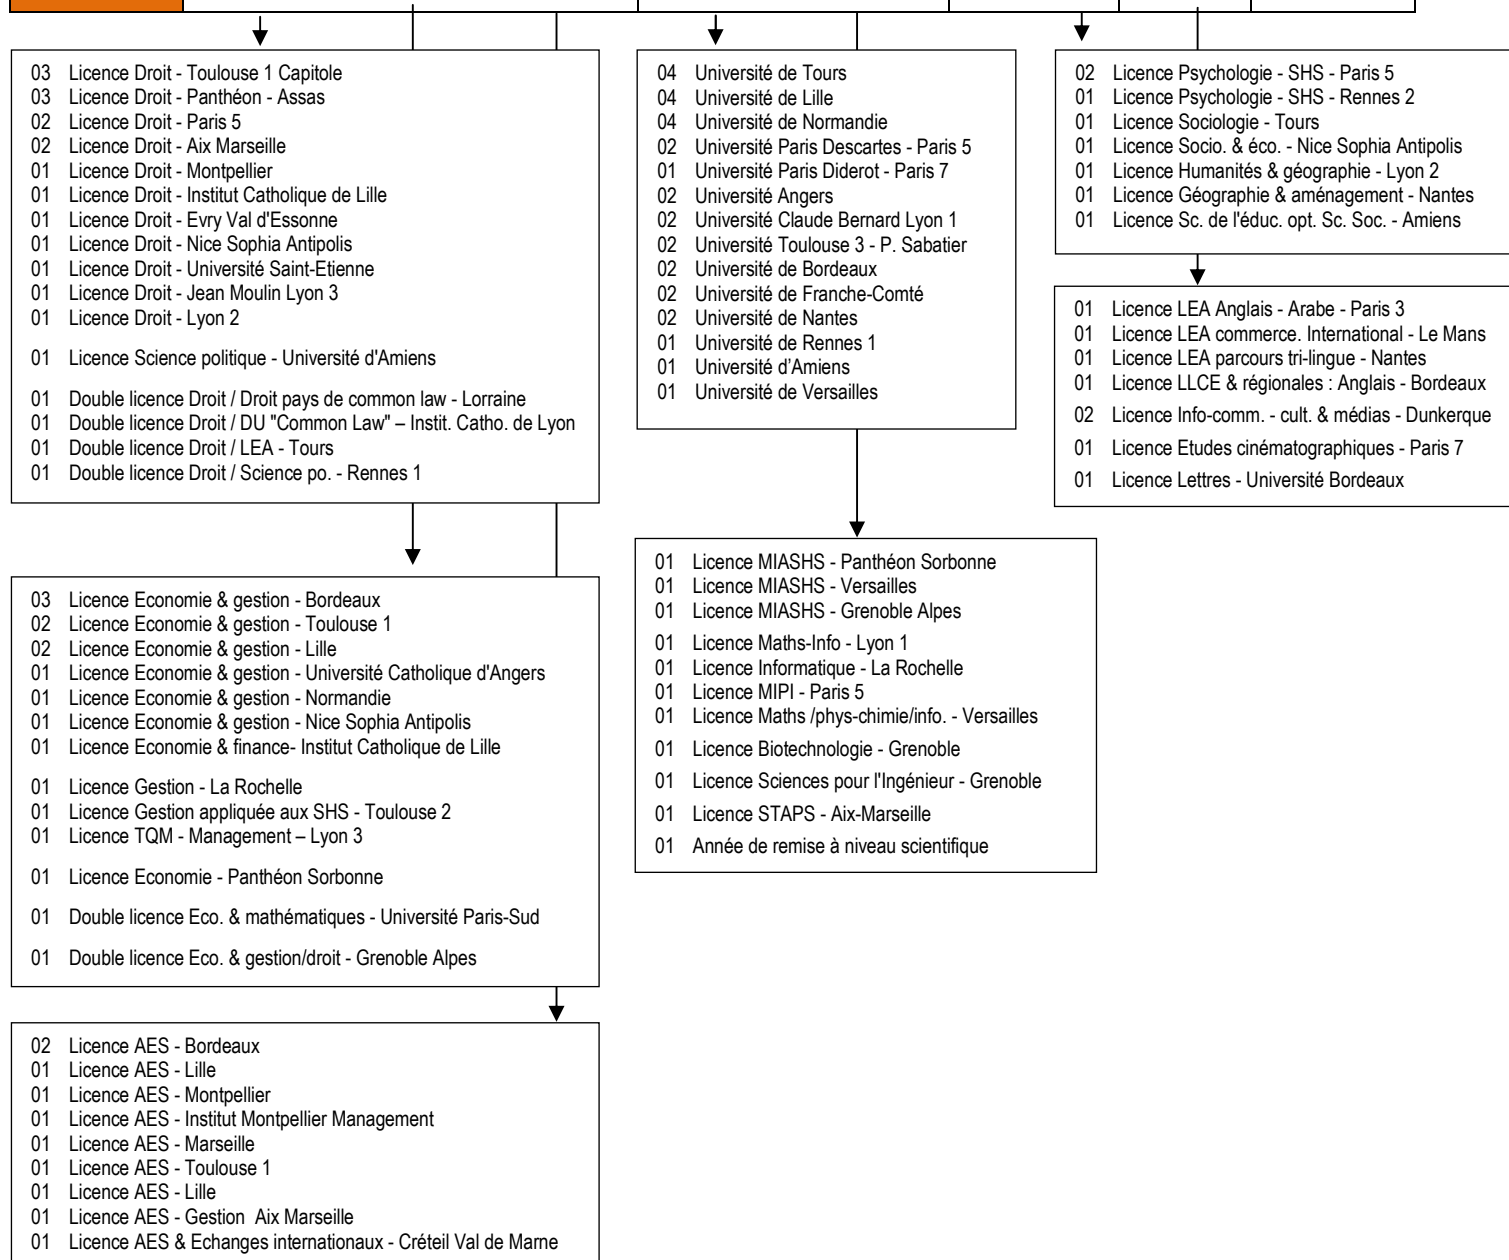 03 Licence Droit - Toulouse 1 Capitole
03 Licence Droit - Panthéon - Assas
02 Licence Droit - Paris 5
02 Licence Droit - Aix Marseille
01 Licence Droit - Montpellier
01 Licence Droit - Institut Catholique de Lille
01 Licence Droit - Evry Val d'Essonne
01 Licence Droit - Nice Sophia Antipolis
01 Licence Droit - Université Saint-Etienne
01 Licence Droit - Jean Moulin Lyon 3
01 Licence Droit - Lyon 2
01 Licence Science politique - Université d'Amiens
01 Double licence Droit / Droit pays de common law - Lorraine
01 Double licence Droit / DU "Common Law" – Instit. Catho. de Lyon
01 Double licence Droit / LEA - Tours
01 Double licence Droit / Science po. - Rennes 1
03 Licence Economie & gestion - Bordeaux
02 Licence Economie & gestion - Toulouse 1
02 Licence Economie & gestion - Lille
01 Licence Economie & gestion - Université Catholique d'Angers
01 Licence Economie & gestion - Normandie
01 Licence Economie & gestion - Nice Sophia Antipolis
01 Licence Economie & finance- Institut Catholique de Lille
01 Licence Gestion - La Rochelle
01 Licence Gestion appliquée aux SHS - Toulouse 2
01 Licence TQM - Management – Lyon 3
01 Licence Economie - Panthéon Sorbonne
01 Double licence Eco. & mathématiques - Université Paris-Sud
01 Double licence Eco. & gestion/droit - Grenoble Alpes
02 Licence AES - Bordeaux
01 Licence AES - Lille
01 Licence AES - Montpellier
01 Licence AES - Institut Montpellier Management
01 Licence AES - Marseille
01 Licence AES - Toulouse 1
01 Licence AES - Lille
01 Licence AES - Gestion Aix Marseille
01 Licence AES & Echanges internationaux - Créteil Val de Marne
04 Université de Tours
04 Université de Lille
04 Université de Normandie
02 Université Paris Descartes - Paris 5
01 Université Paris Diderot - Paris 7
02 Université Angers
02 Université Claude Bernard Lyon 1
02 Université Toulouse 3 - P. Sabatier
02 Université de Bordeaux
02 Université de Franche-Comté
02 Université de Nantes
01 Université de Rennes 1
01 Université d’Amiens
01 Université de Versailles
01 Licence MIASHS - Panthéon Sorbonne
01 Licence MIASHS - Versailles
01 Licence MIASHS - Grenoble Alpes
01 Licence Maths-Info - Lyon 1
01 Licence Informatique - La Rochelle
01 Licence MIPI - Paris 5
01 Licence Maths /phys-chimie/info. - Versailles
01 Licence Biotechnologie - Grenoble
01 Licence Sciences pour l'Ingénieur - Grenoble
01 Licence STAPS - Aix-Marseille
01 Année de remise à niveau scientifique
02 Licence Psychologie - SHS - Paris 5
01 Licence Psychologie - SHS - Rennes 2
01 Licence Sociologie - Tours
01 Licence Socio. & éco. - Nice Sophia Antipolis
01 Licence Humanités & géographie - Lyon 2
01 Licence Géographie & aménagement - Nantes
01 Licence Sc. de l'éduc. opt. Sc. Soc. - Amiens
01 Licence LEA Anglais - Arabe - Paris 3
01 Licence LEA commerce. International - Le Mans
01 Licence LEA parcours tri-lingue - Nantes
01 Licence LLCE & régionales : Anglais - Bordeaux
02 Licence Info-comm. - cult. & médias - Dunkerque
01 Licence Etudes cinématographiques - Paris 7
01 Licence Lettres - Université Bordeaux